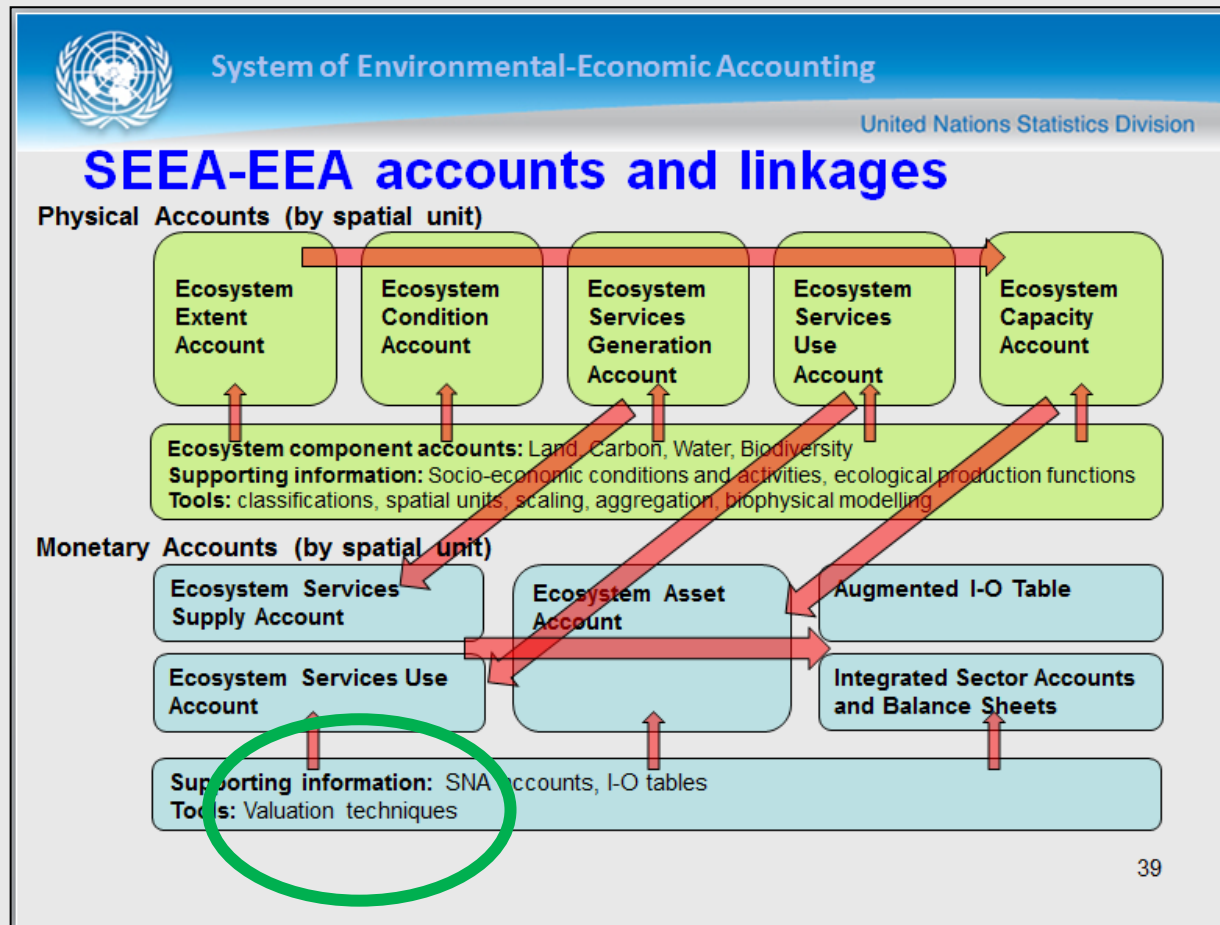 System of Environmental-Economic Accounting
United Nations Statistics Division
SEEA-EEA accounts and linkages
Physical Accounts (by spatial unit)
Ecosystem
Extent
Account
Ecosystem
Condition
Account
Ecosystem
Services
Generation
Account
Ecosystem
Services
Use
Account
Ecosystem
Capacity
Account
Ecosystem component accounts: Land, Carbon, Water, Biodiversity
Supporting information: Socio-economic conditions and activities, ecological production functions
Tools: classifications, spatial units, scaling, aggregation, biophysical modelling
Monetary Accounts (by spatial unit)
Ecosystem Services
Supply Account
Ecosystem Asset
Account
Augmented I-O Table
Ecosystem Services Use
Account
Integrated Sector Accounts
and Balance Sheets
Supporting information: SNA accounts, I-O tables
Tools: Valuation techniques
39